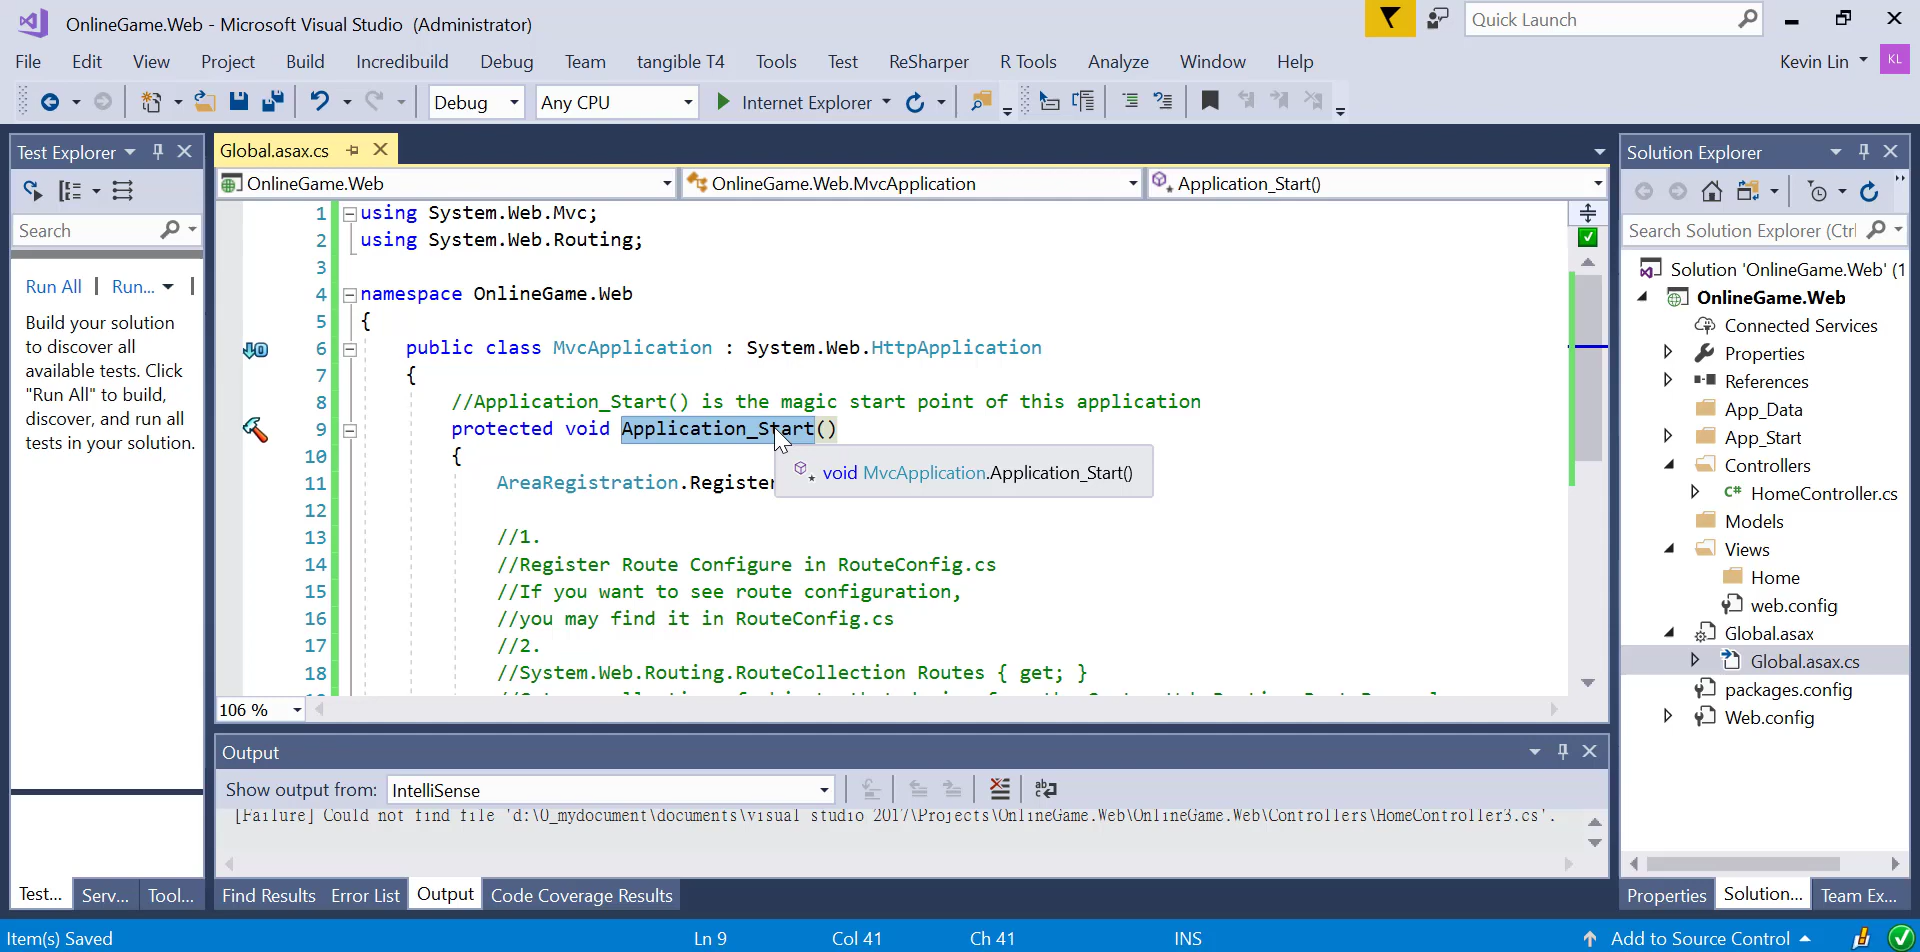 OnlineGame.Web - Microsoft Visual Studio (Administrator)
Quick Launch
File Edit View Project Build Incredibuild Debug Team tangible T4 Tools Test ReSharper R Tools Analyze Window Help
Kevin Lin KL
Debug Any CPU Internet Explorer
Test Explorer
Search
Run All | Run... |
Build your solution
to discover all
available tests. Click
"Run All" to build,
discover, and run all
tests in your solution.
Test... Serv... Tool...
Global.asax.cs
OnlineGame.Web OnlineGame.Web.MvcApplication Application_Start()
1 using System.Web.Mvc;
2 using System.Web.Routing;
3
4 namespace OnlineGame.Web
5 {
6 public class MvcApplication : System.Web.HttpApplication
7 {
8 //Application_Start() is the magic start point of this application
9 protected void Application_Start()
10 {
void MvcApplication.Application_Start()
11 AreaRegistration.Register
12
13 //1.
14 //Register Route Configure in RouteConfig.cs
15 //If you want to see route configuration,
16 //you may find it in RouteConfig.cs
17 //2.
18 //System.Web.Routing.RouteCollection Routes { get; }
106 %
Output
Show output from: IntelliSense
[Failure] Could not find file 'd:\0_mydocument\documents\visual studio 2017\Projects\OnlineGame.Web\OnlineGame.Web\Controllers\HomeController3.cs'.
Find Results Error List Output Code Coverage Results
Solution Explorer
Search Solution Explorer (Ctrl
Solution 'OnlineGame.Web' (1
OnlineGame.Web
Connected Services
Properties
References
App_Data
App_Start
Controllers
C# HomeController.cs
Models
Views
Home
web.config
Global.asax
Global.asax.cs
packages.config
Web.config
Properties Solution... Team Ex...
Item(s) Saved Ln 9 Col 41 Ch 41 INS Add to Source Control